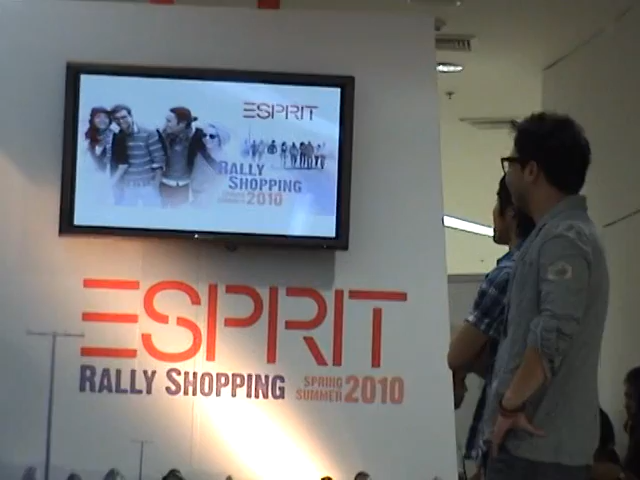 ESPRIT
RALLY
SHOPPING
SPRING
SUMMER 2010
ESPRIT
RALLY SHOPPING SPRING
SUMMER 2010